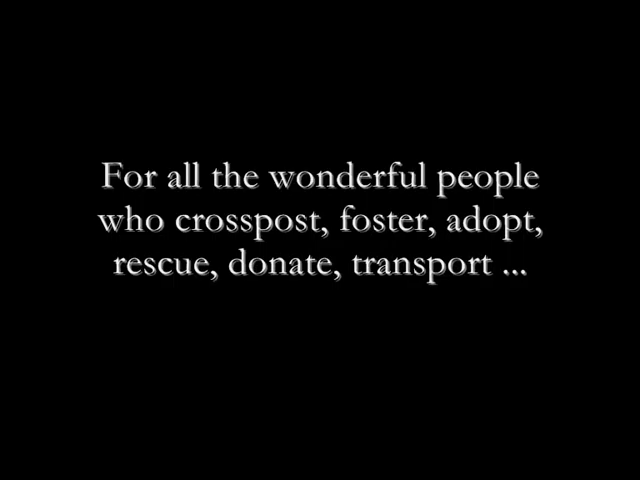 For all the wonderful people
who crosspost, foster, adopt,
rescue, donate, transport ...